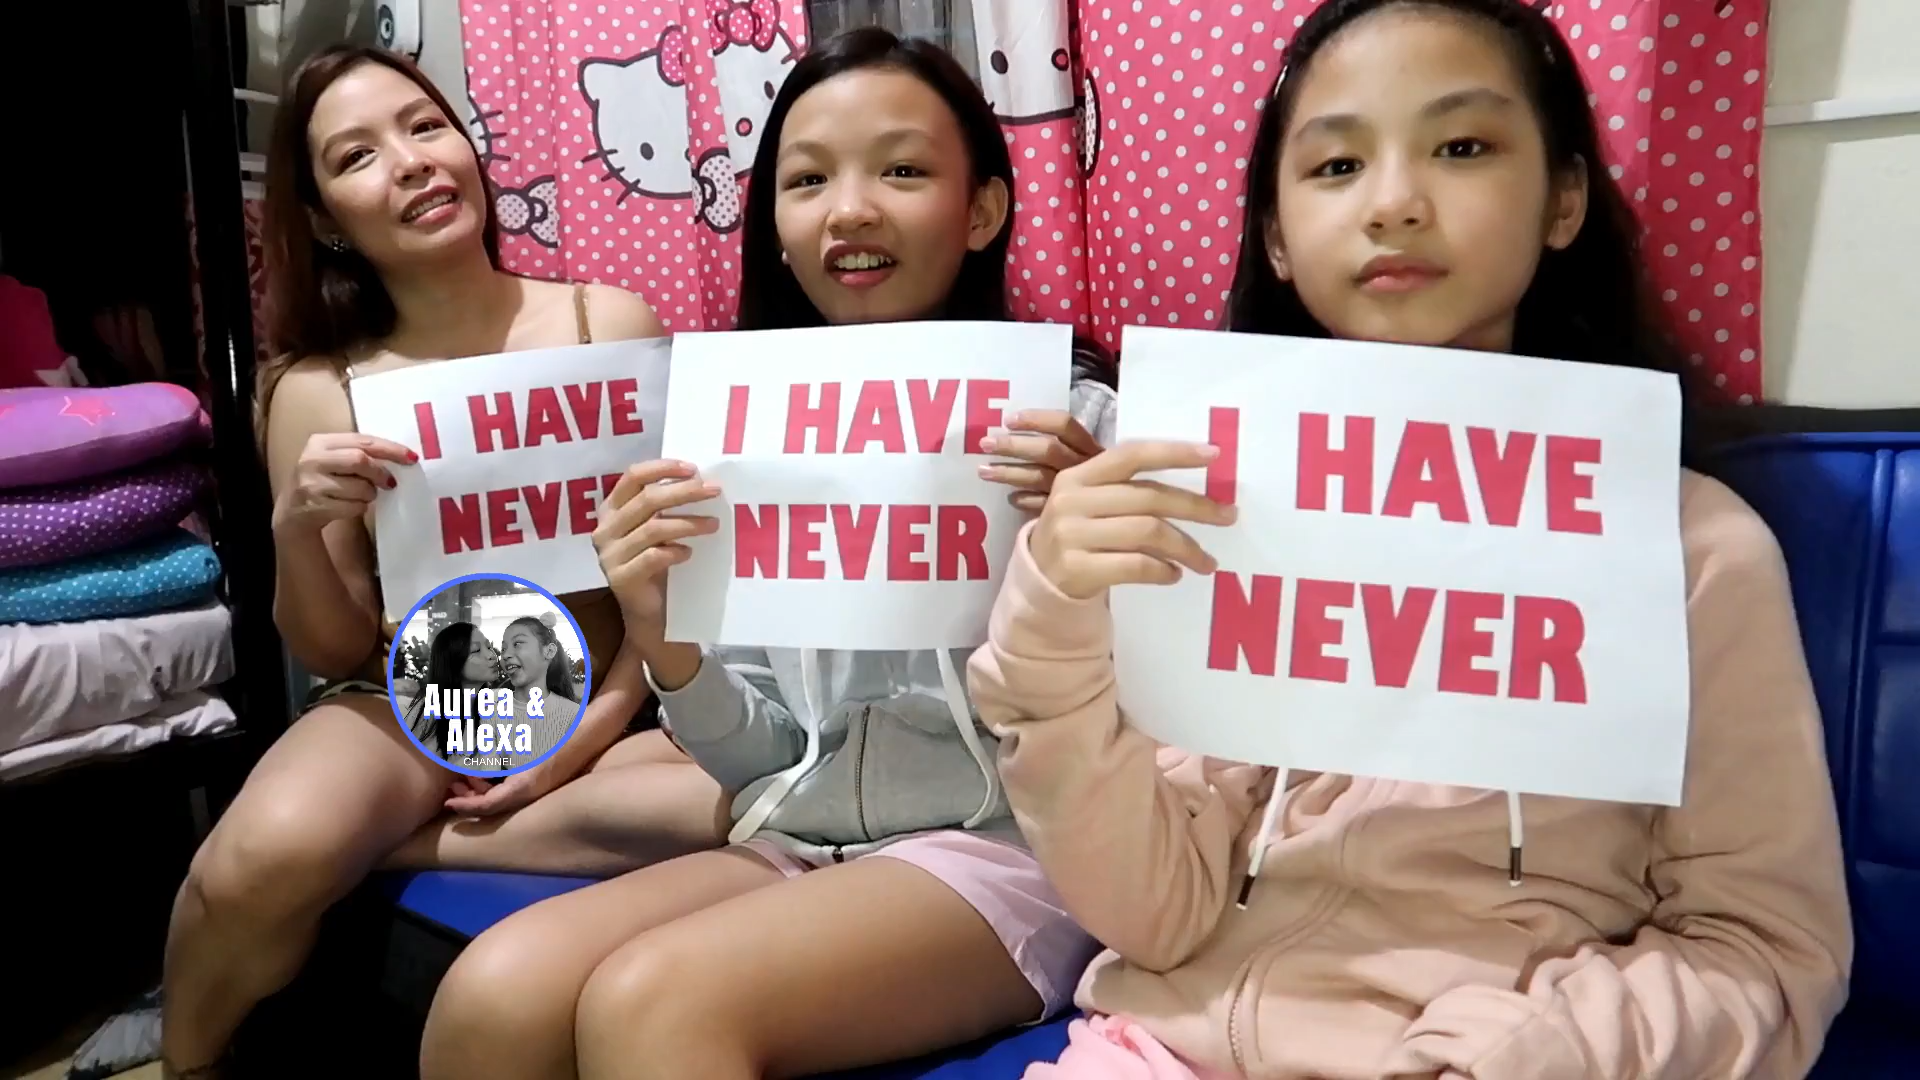 I HAVE
NEVER
I HAVE
NEVER
I HAVE
NEVER
Aurea &
Alexa
CHANNEL